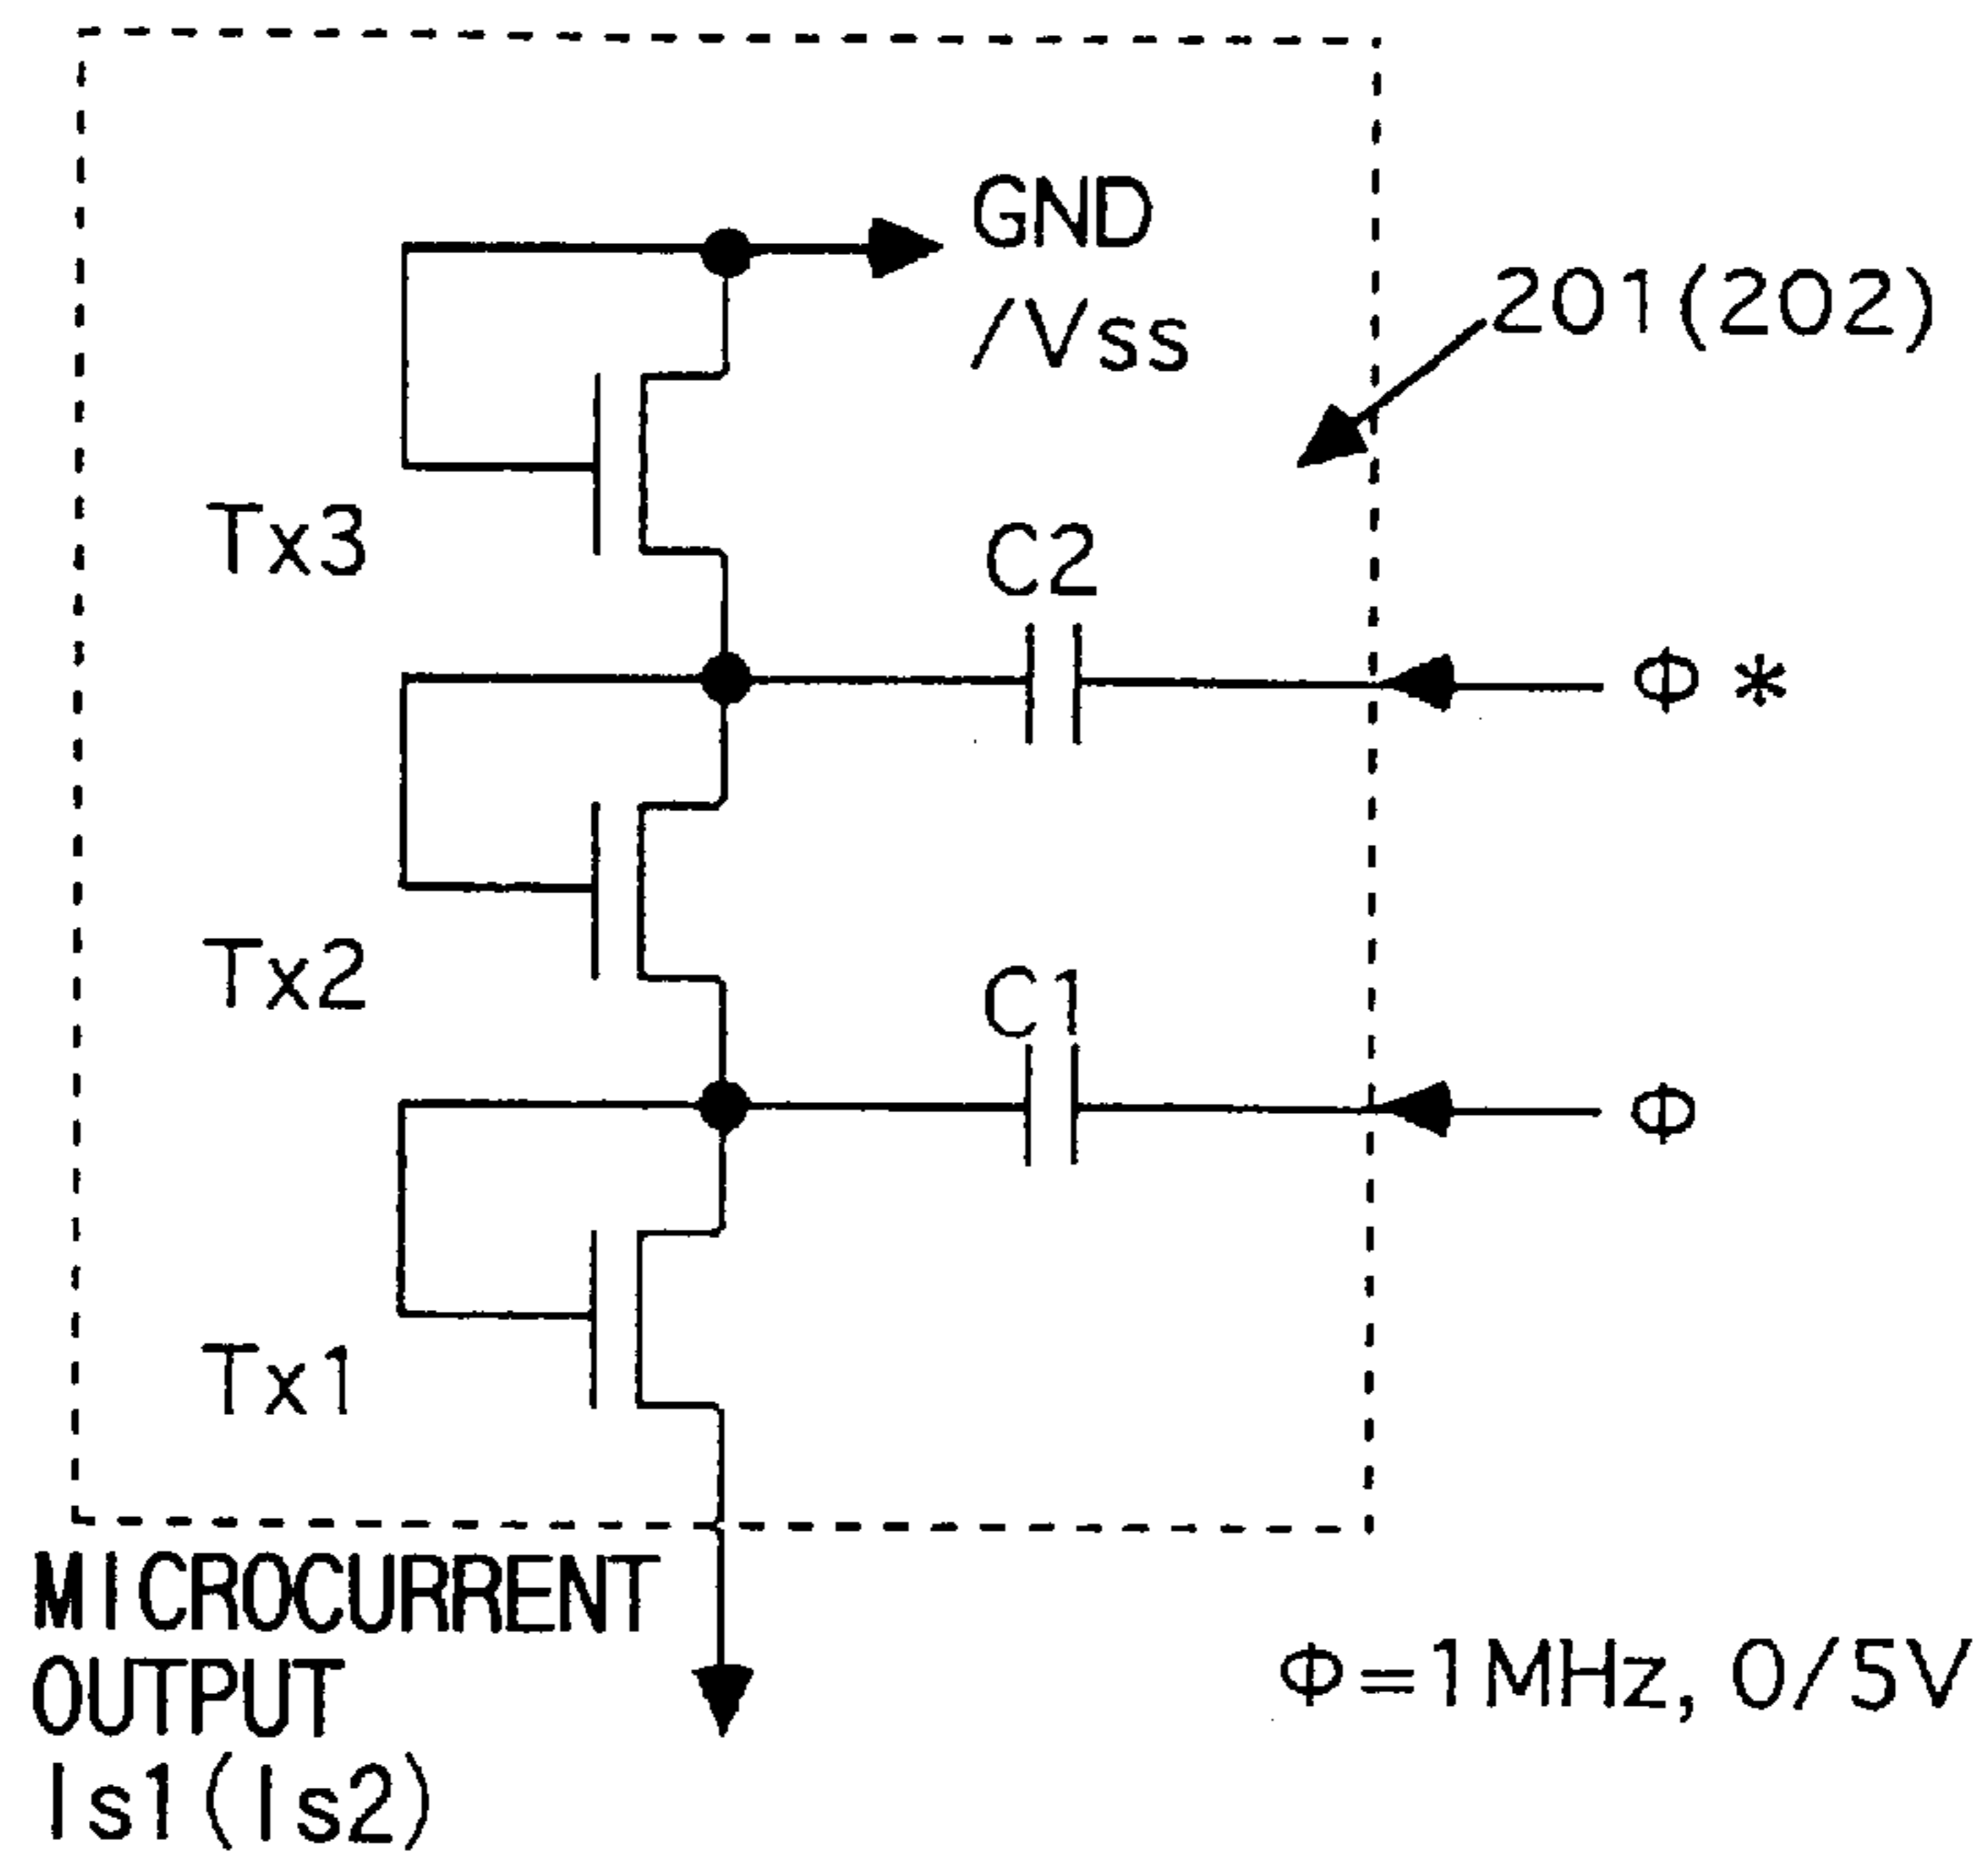 GND
/Vss
201(202)
Tx3
C2
Φ*
Tx2
C1
Φ
Tx1
MICROCURRENT
OUTPUT
Is1(Is2)
Φ=1MHz, 0/5V